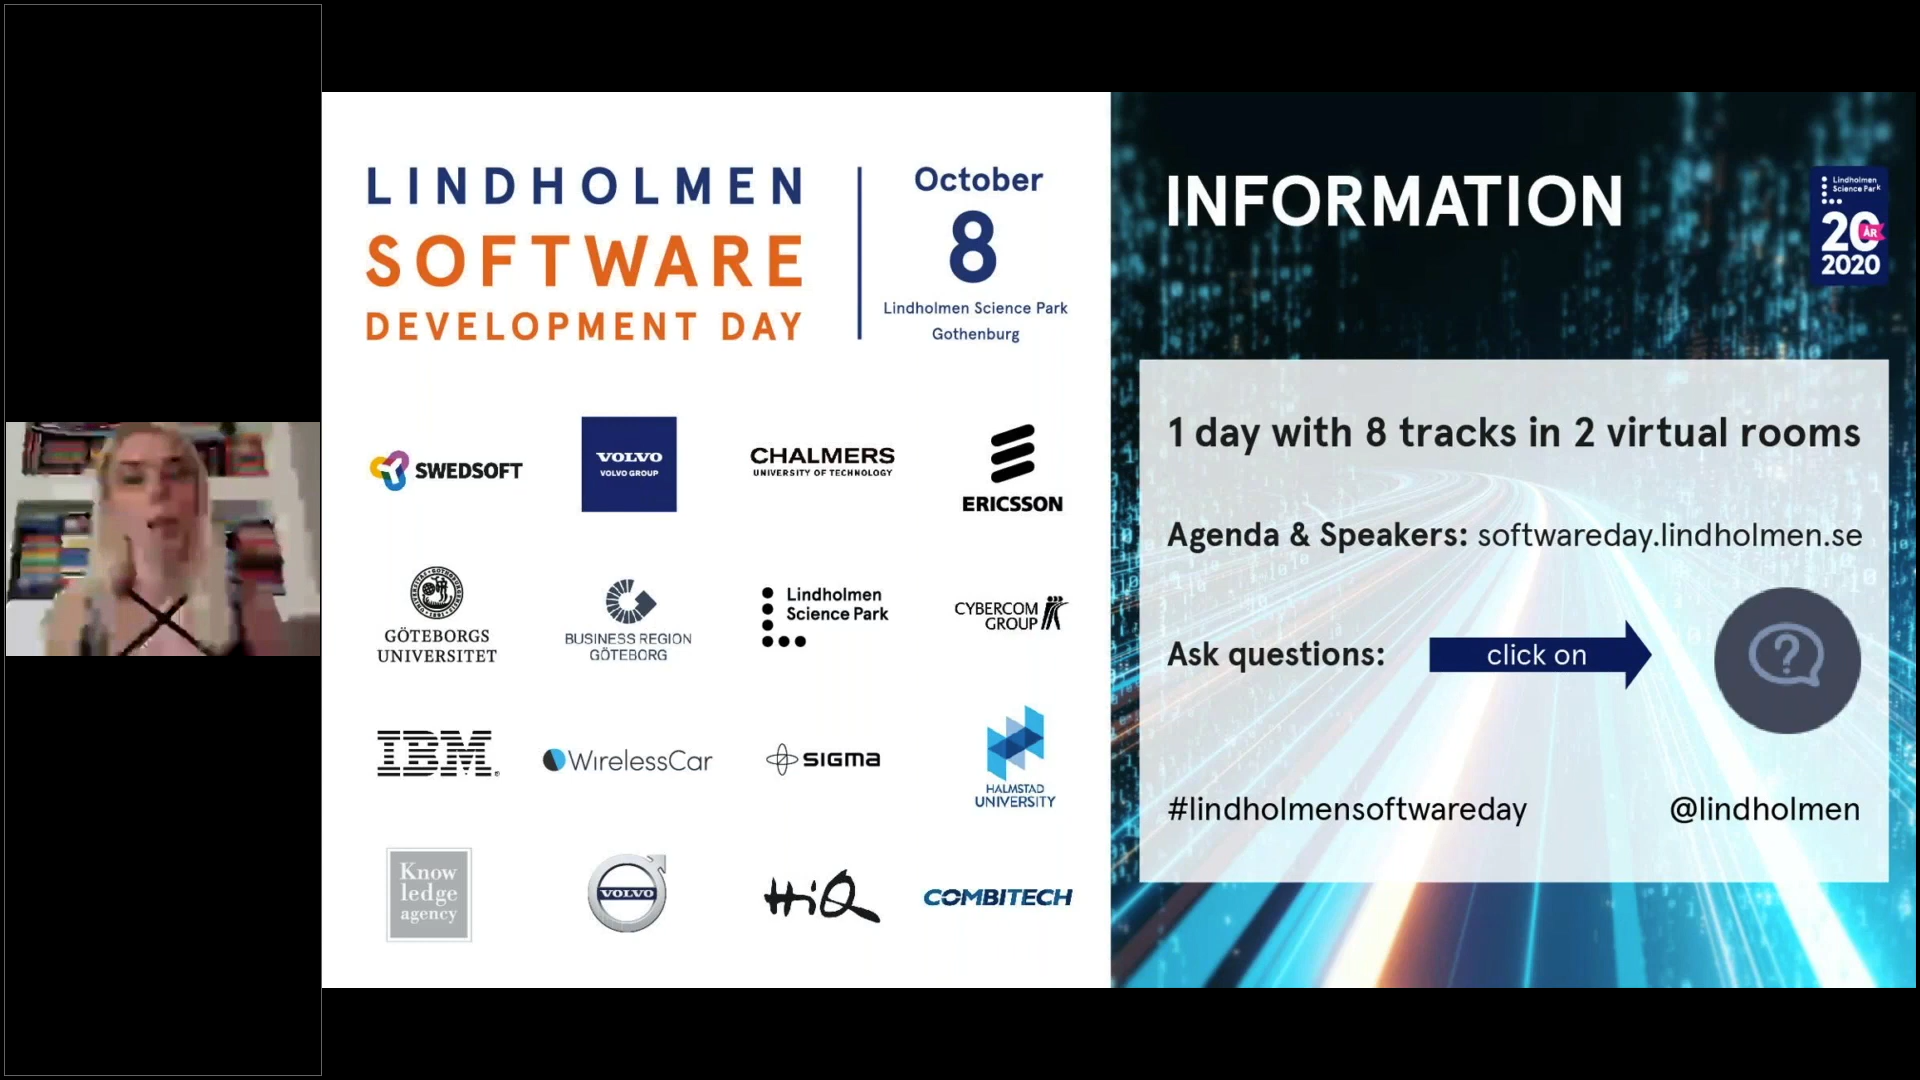 LINDHOLMEN
SOFTWARE
DEVELOPMENT DAY
October
8
Lindholmen Science Park
Gothenburg
SWEDSOFT
VOLVO
VOLVO GROUP
CHALMERS
UNIVERSITY OF TECHNOLOGY
ERICSSON
GÖTEBORGS
UNIVERSITET
BUSINESS REGION
GÖTEBORG
Lindholmen
Science Park
CYBERCOM
GROUP
IBM
WirelessCar
SIGMA
HALMSTAD
UNIVERSITY
Know
ledge
agency
VOLVO
HiQ
COMBITECH
INFORMATION
Lindholmen
Science Park
20
ÅR
2020
1 day with 8 tracks in 2 virtual rooms
Agenda & Speakers: softwareday.lindholmen.se
Ask questions:
click on
?
#lindholmensoftwareday
@lindholmen